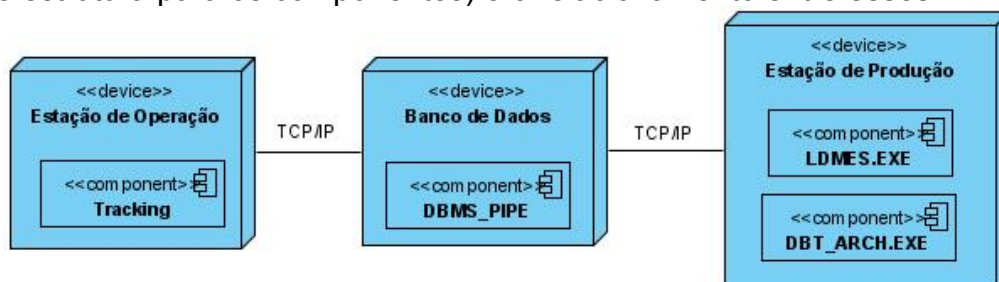 <<device>>
Estação de Operação
<<component>>
Tracking
TCP/IP
<<device>>
Banco de Dados
<<component>>
DBMS_PIPE
TCP/IP
<<device>>
Estação de Produção
<<component>>
LDMES.EXE
<<component>>
DBT_ARCH.EXE